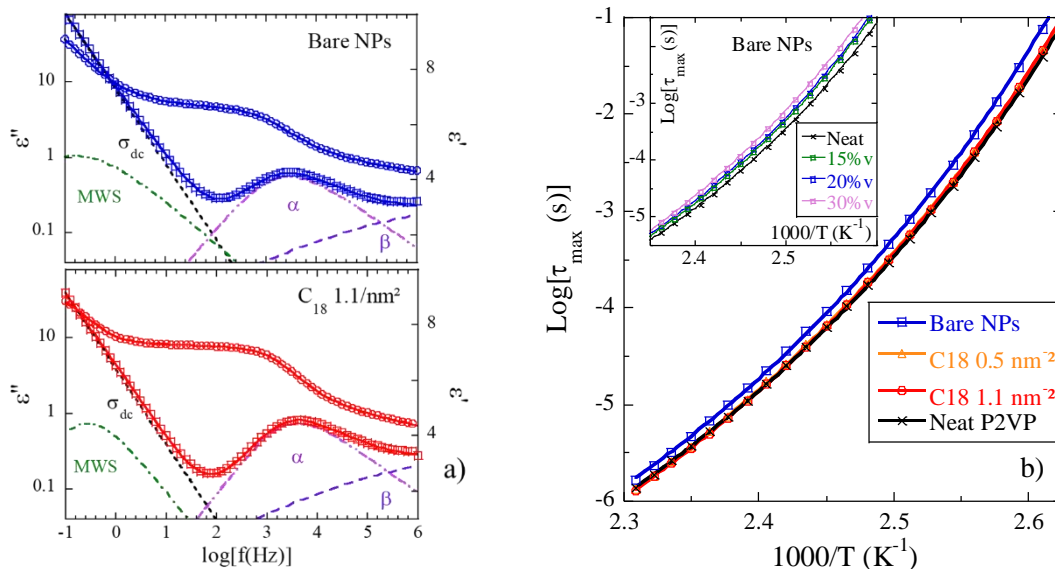 Bare NPs
10
1
0.1
ε''
8
6
4
ε'
σdc
MWS
α
β
C18 1.1/nm²
10
1
0.1
ε''
8
6
4
ε'
σdc
MWS
α
β
a)
-1 0 1 2 3 4 5 6
log[f(Hz)]
-1
-2
-3
-4
-5
-6
Log[τmax (s)]
2.3 2.4 2.5 2.6
1000/T (K⁻¹)
b)
Bare NPs
C18 0.5 nm⁻²
C18 1.1 nm⁻²
Neat P2VP
Bare NPs
-1
-2
-3
-4
-5
Log[τmax (s)]
Neat
15%v
20%v
30%v
1000/T (K⁻¹)
2.4 2.5